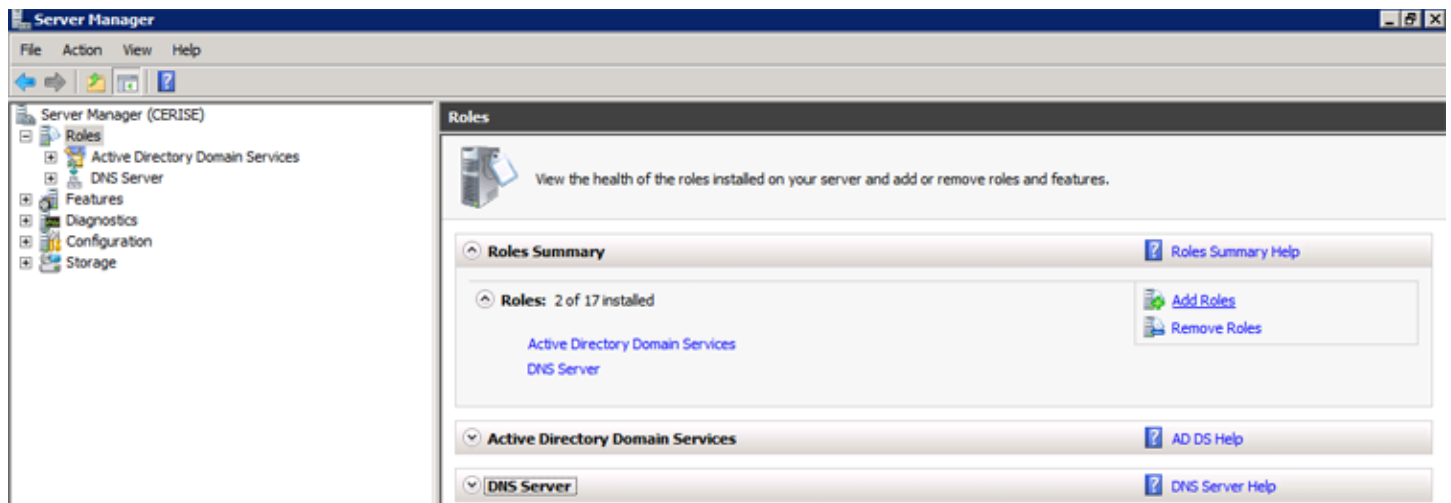 Server Manager
File Action View Help
Server Manager (CERISE)
Roles
Active Directory Domain Services
DNS Server
Features
Diagnostics
Configuration
Storage
Roles
View the health of the roles installed on your server and add or remove roles and features.
Roles Summary
Roles Summary Help
Roles: 2 of 17 installed
Add Roles
Remove Roles
Active Directory Domain Services
DNS Server
Active Directory Domain Services
AD DS Help
DNS Server
DNS Server Help